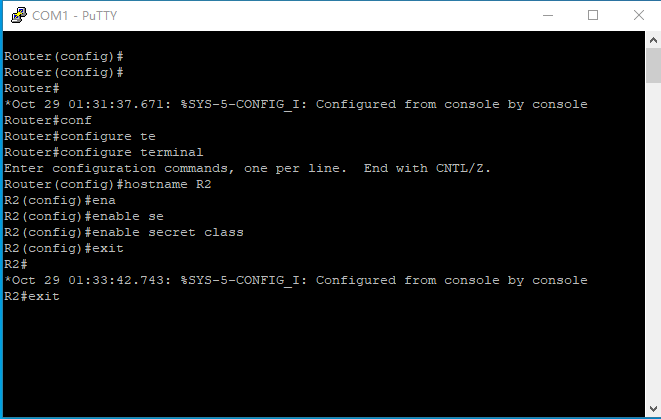 COM1 - PuTTY
Router(config)#
Router(config)#
Router#
*Oct 29 01:31:37.671: %SYS-5-CONFIG_I: Configured from console by console
Router#conf
Router#configure te
Router#configure terminal
Enter configuration commands, one per line.  End with CNTL/Z.
Router(config)#hostname R2
R2(config)#ena
R2(config)#enable se
R2(config)#enable secret class
R2(config)#exit
R2#
*Oct 29 01:33:42.743: %SYS-5-CONFIG_I: Configured from console by console
R2#exit